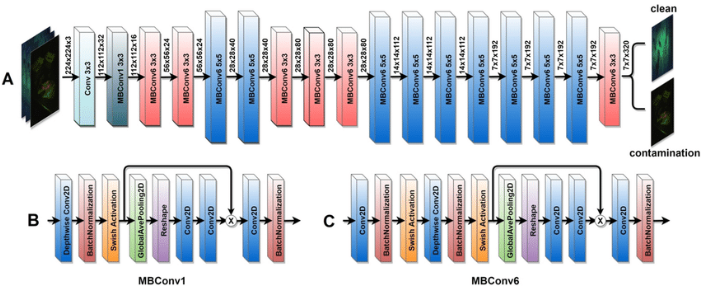 clean
A
224x224x3
Conv 3x3
112x112x32
MBConv1 3x3
112x112x16
MBConv6 3x3
56x56x24
MBConv6 3x3
56x56x24
MBConv6 5x5
28x28x40
MBConv6 5x5
28x28x40
MBConv6 3x3
28x28x80
MBConv6 3x3
28x28x80
MBConv6 3x3
28x28x80
MBConv6 5x5
14x14x112
MBConv6 5x5
14x14x112
MBConv6 5x5
14x14x112
MBConv6 5x5
7x7x192
MBConv6 5x5
7x7x192
MBConv6 5x5
7x7x192
MBConv6 5x5
7x7x192
MBConv6 3x3
7x7x320
contamination
B
Depthwise Conv2D
BatchNormalization
Swish Activation
GlobalAvePooling2D
Reshape
Conv2D
Conv2D
X
Conv2D
BatchNormalization
MBConv1
C
Conv2D
BatchNormalization
Swish Activation
Depthwise Conv2D
BatchNormalization
Swish Activation
GlobalAvePooling2D
Reshape
Conv2D
Conv2D
X
Conv2D
BatchNormalization
MBConv6